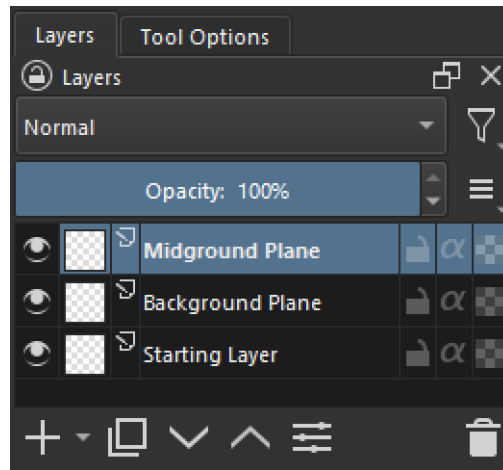 Layers Tool Options
Layers
Normal
Opacity: 100%
Midground Plane α
Background Plane α
Starting Layer α